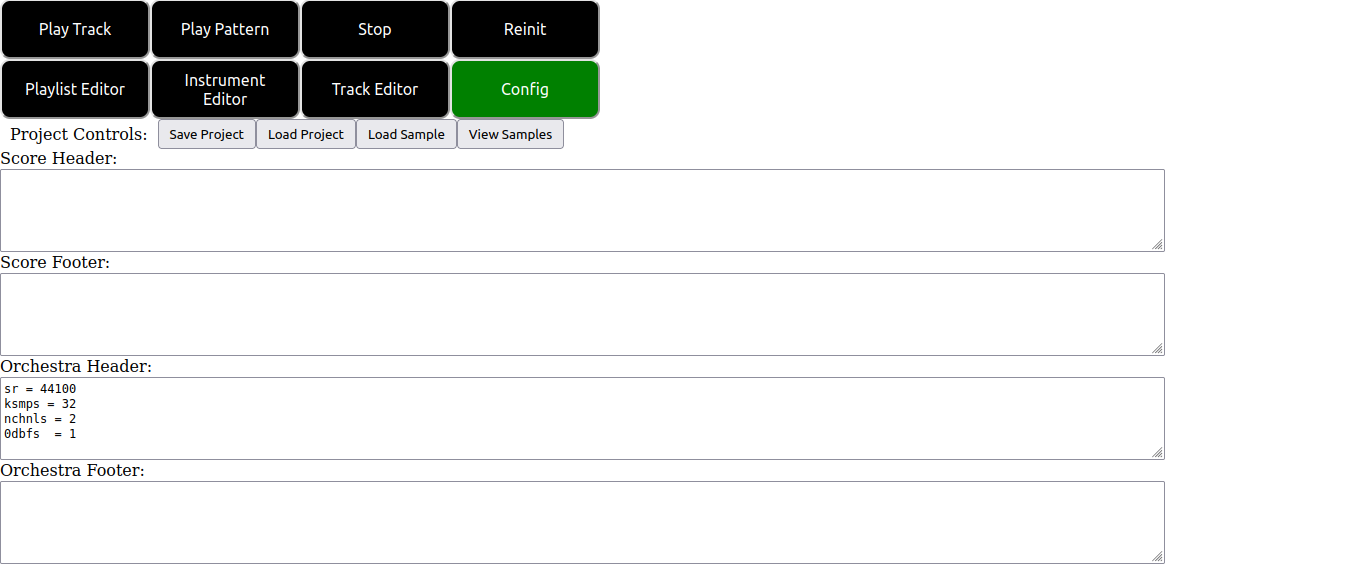 Play Track Play Pattern Stop Reinit
Playlist Editor Instrument Editor Track Editor Config
Project Controls: Save Project Load Project Load Sample View Samples
Score Header:
Score Footer:
Orchestra Header:
sr = 44100
ksmps = 32
nchnls = 2
0dbfs  = 1
Orchestra Footer: